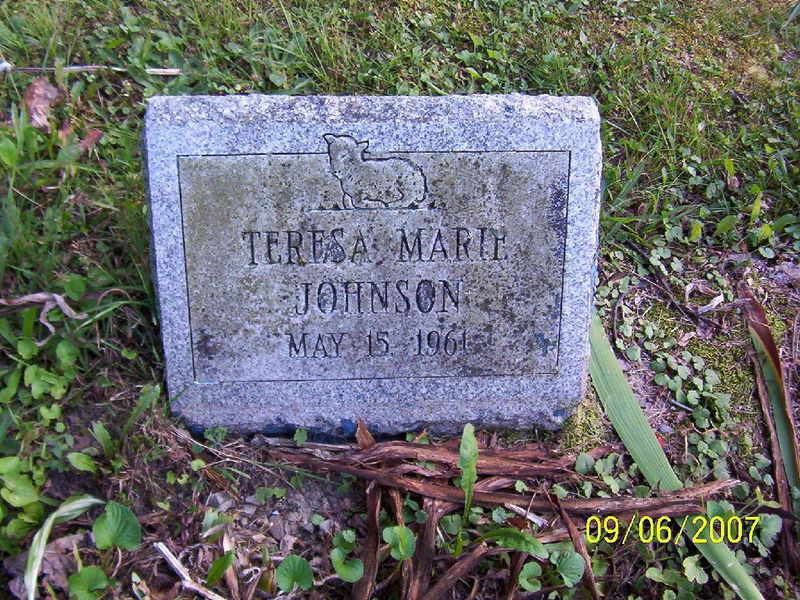 TERESA MARIE
JOHNSON
MAY 15, 1961
09/06/2007